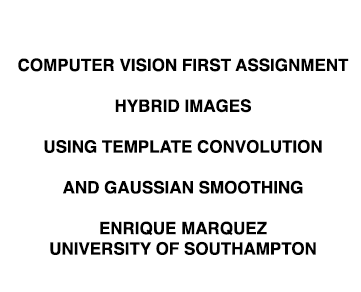 COMPUTER VISION FIRST ASSIGNMENT
HYBRID IMAGES
USING TEMPLATE CONVOLUTION
AND GAUSSIAN SMOOTHING
ENRIQUE MARQUEZ
UNIVERSITY OF SOUTHAMPTON